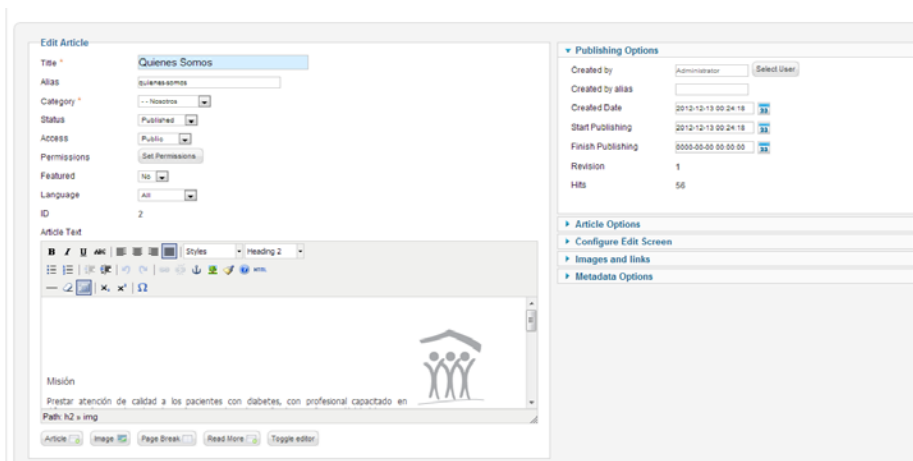 Edit Article
Title *
Quienes Somos
Alias
quienes-somos
Category *
- - Nosotros
Status
Published
Access
Public
Permissions
Set Permissions
Featured
No
Language
All
ID
2
Article Text
B I U ABC
Styles
Heading 2
HTML
Ω
Misión
Prestar atención de calidad a los pacientes con diabetes, con profesional capacitado en
Path: h2 » img
Article
Image
Page Break
Read More
Toggle editor
Publishing Options
Created by
Administrator
Select User
Created by alias
Created Date
2012-12-13 00:24:18
Start Publishing
2012-12-13 00:24:18
Finish Publishing
0000-00-00 00:00:00
Revision
1
Hits
56
Article Options
Configure Edit Screen
Images and links
Metadata Options